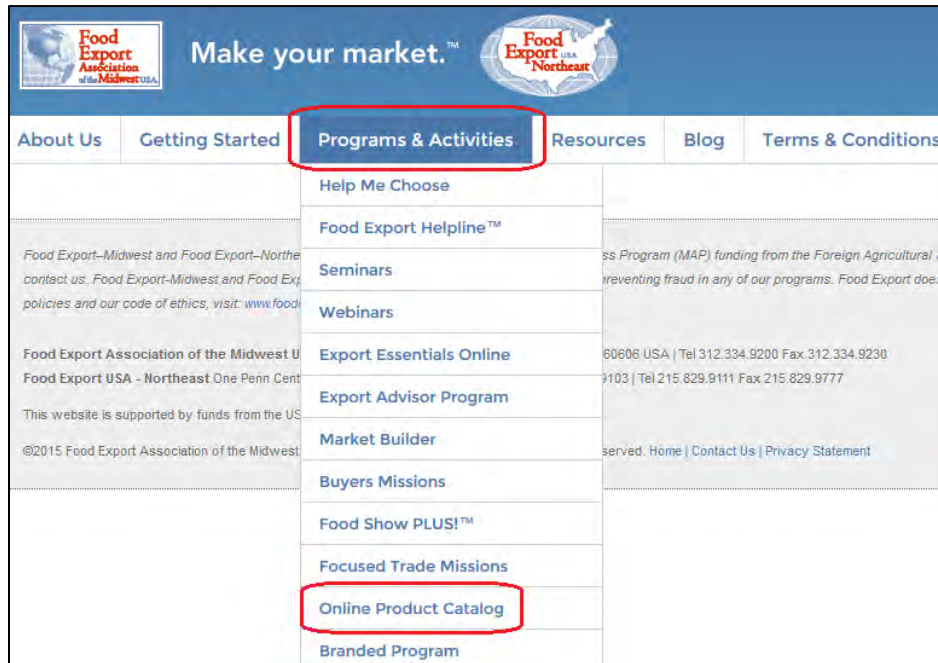 Food
Export
Association
of the Midwest USA
Make your market.™
Food
Export USA
Northeast
About Us
Getting Started
Programs & Activities
Resources
Blog
Terms & Conditions
Help Me Choose
Food Export Helpline™
Seminars
Webinars
Export Essentials Online
Export Advisor Program
Market Builder
Buyers Missions
Food Show PLUS!™
Focused Trade Missions
Online Product Catalog
Branded Program
Food Export–Midwest and Food Export–Northe ss Program (MAP) funding from the Foreign Agricultural
contact us. Food Export-Midwest and Food Exp reventing fraud in any of our programs. Food Export doe
policies and our code of ethics, visit: www.food
Food Export Association of the Midwest U 60606 USA | Tel 312.334.9200 Fax 312.334.9230
Food Export USA - Northeast One Penn Cent 9103 | Tel 215.829.9111 Fax 215.829.9777
This website is supported by funds from the US
©2015 Food Export Association of the Midwest served. Home | Contact Us | Privacy Statement